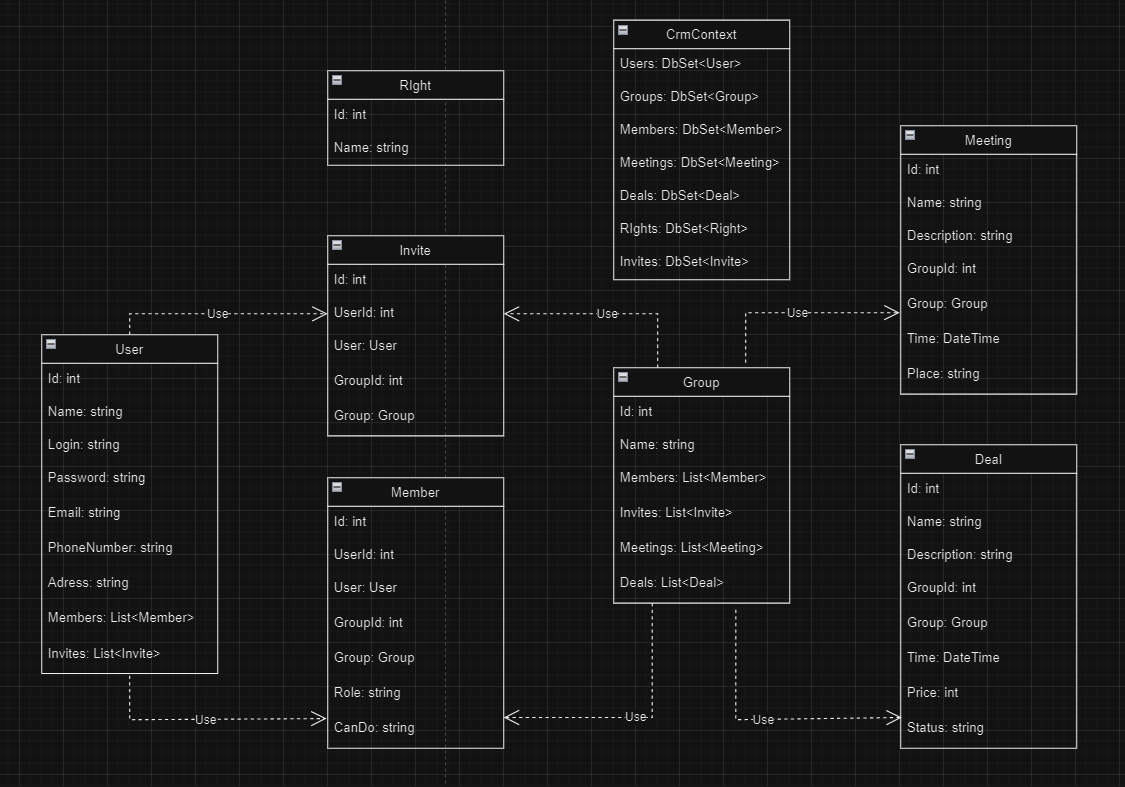 CrmContext
Users: DbSet<User>
Groups: DbSet<Group>
Members: DbSet<Member>
Meetings: DbSet<Meeting>
Deals: DbSet<Deal>
RIghts: DbSet<Right>
Invites: DbSet<Invite>
RIght
Id: int
Name: string
Meeting
Id: int
Name: string
Description: string
GroupId: int
Group: Group
Time: DateTime
Place: string
Invite
Id: int
UserId: int
User: User
GroupId: int
Group: Group
Use
Use
Use
User
Id: int
Name: string
Login: string
Password: string
Email: string
PhoneNumber: string
Adress: string
Members: List<Member>
Invites: List<Invite>
Group
Id: int
Name: string
Members: List<Member>
Invites: List<Invite>
Meetings: List<Meeting>
Deals: List<Deal>
Deal
Id: int
Name: string
Description: string
GroupId: int
Group: Group
Time: DateTime
Price: int
Status: string
Member
Id: int
UserId: int
User: User
GroupId: int
Group: Group
Role: string
CanDo: string
Use
Use
Use